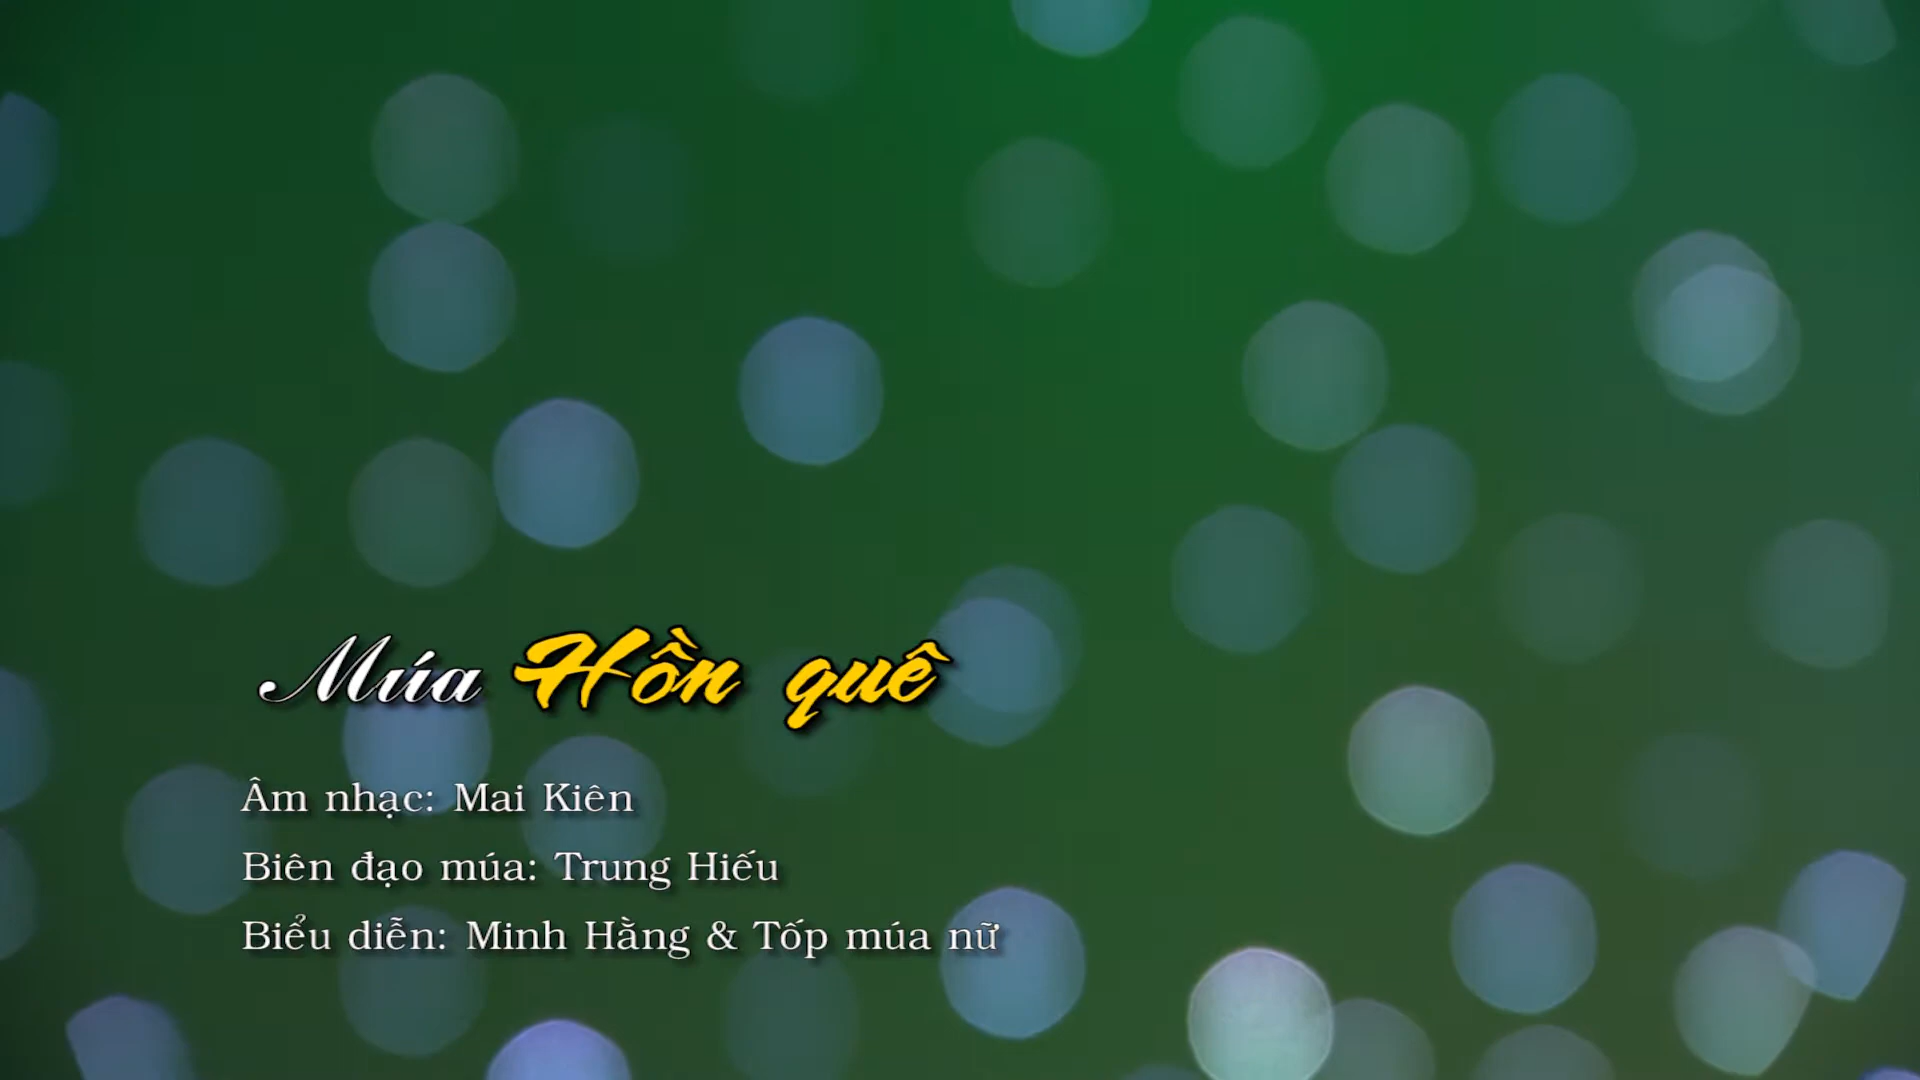 Múa Hồn quê
Âm nhạc: Mai Kiên
Biên đạo múa: Trung Hiếu
Biểu diễn: Minh Hằng & Tốp múa nữ